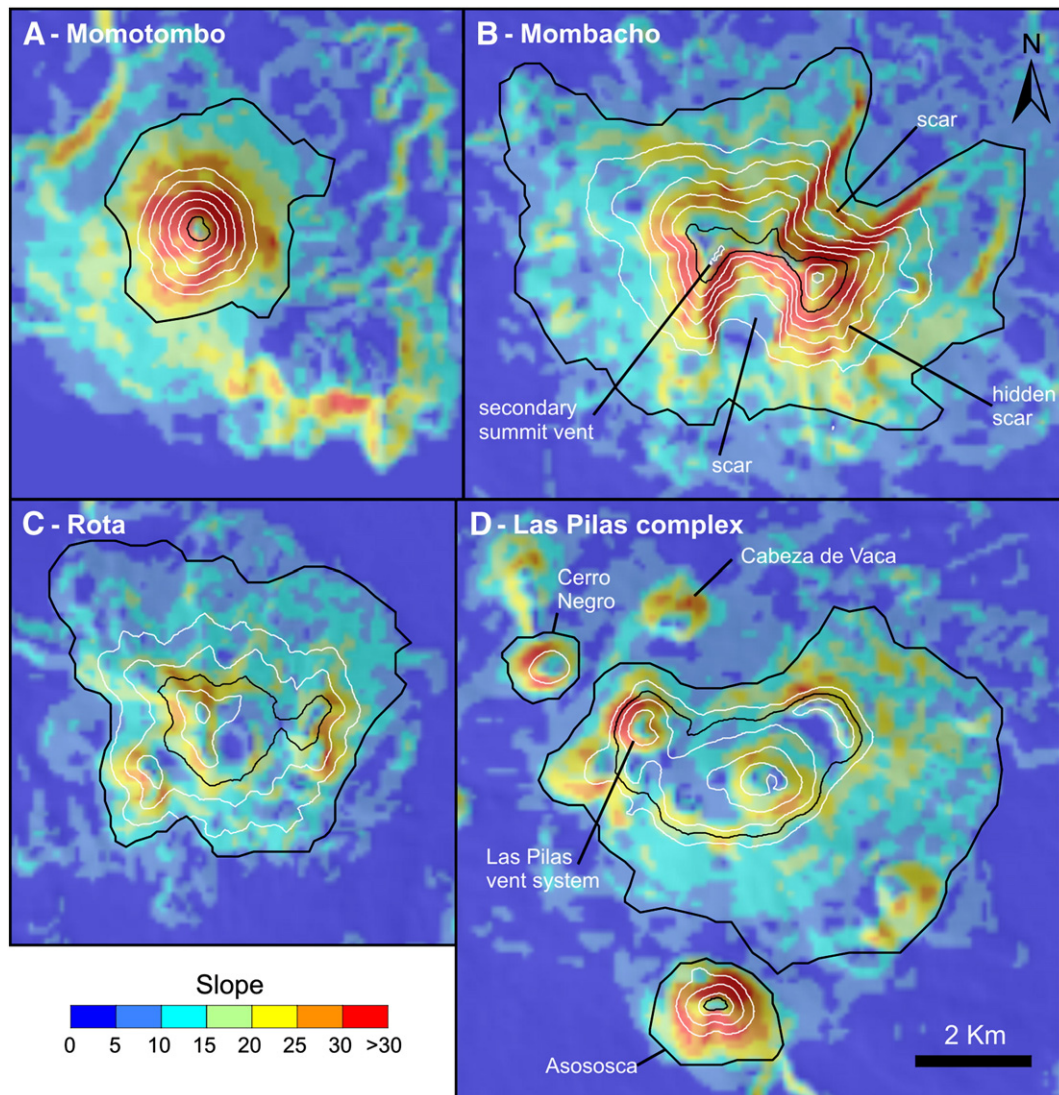 A - Momotombo
B - Mombacho
N
scar
secondary
summit vent
scar
hidden
scar
C - Rota
D - Las Pilas complex
Cabeza de Vaca
Cerro
Negro
Las Pilas
vent system
Asososca
2 Km
Slope
0 5 10 15 20 25 30 >30